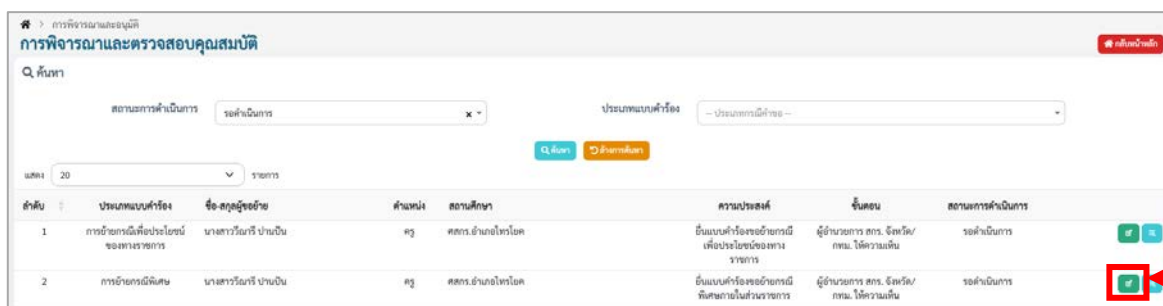 การพิจารณาและอนุมัติ
การพิจารณาและตรวจสอบคุณสมบัติ
กลับหน้าหลัก
ค้นหา
สถานะการดำเนินการ รอดำเนินการ x ประเภทแบบคำร้อง -- ประเภทกรณีคำขอ --
ค้นหา ล้างการค้นหา
แสดง 20 รายการ
ลำดับ ประเภทแบบคำร้อง ชื่อ-สกุลผู้ขอย้าย ตำแหน่ง สถานศึกษา ความประสงค์ ขั้นตอน สถานะการดำเนินการ
1 การย้ายกรณีเพื่อประโยชน์ นางสาววีณารี ปานปิน ครู ศสกร.อำเภอไทรโยค ยื่นแบบคำร้องขอย้ายกรณี ผู้อำนวยการ สกร. จังหวัด/ รอดำเนินการ
ของทางราชการ เพื่อประโยชน์ของทาง กทม. ให้ความเห็น
ราชการ
2 การย้ายกรณีพิเศษ นางสาววีณารี ปานปิน ครู ศสกร.อำเภอไทรโยค ยื่นแบบคำร้องขอย้ายกรณี ผู้อำนวยการ สกร. จังหวัด/ รอดำเนินการ
พิเศษภายในส่วนราชการ กทม. ให้ความเห็น